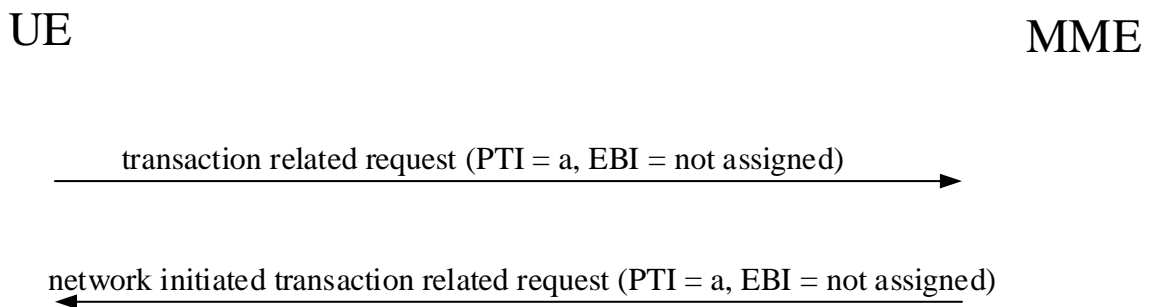 UE
MME
transaction related request (PTI = a, EBI = not assigned)
network initiated transaction related request (PTI = a, EBI = not assigned)